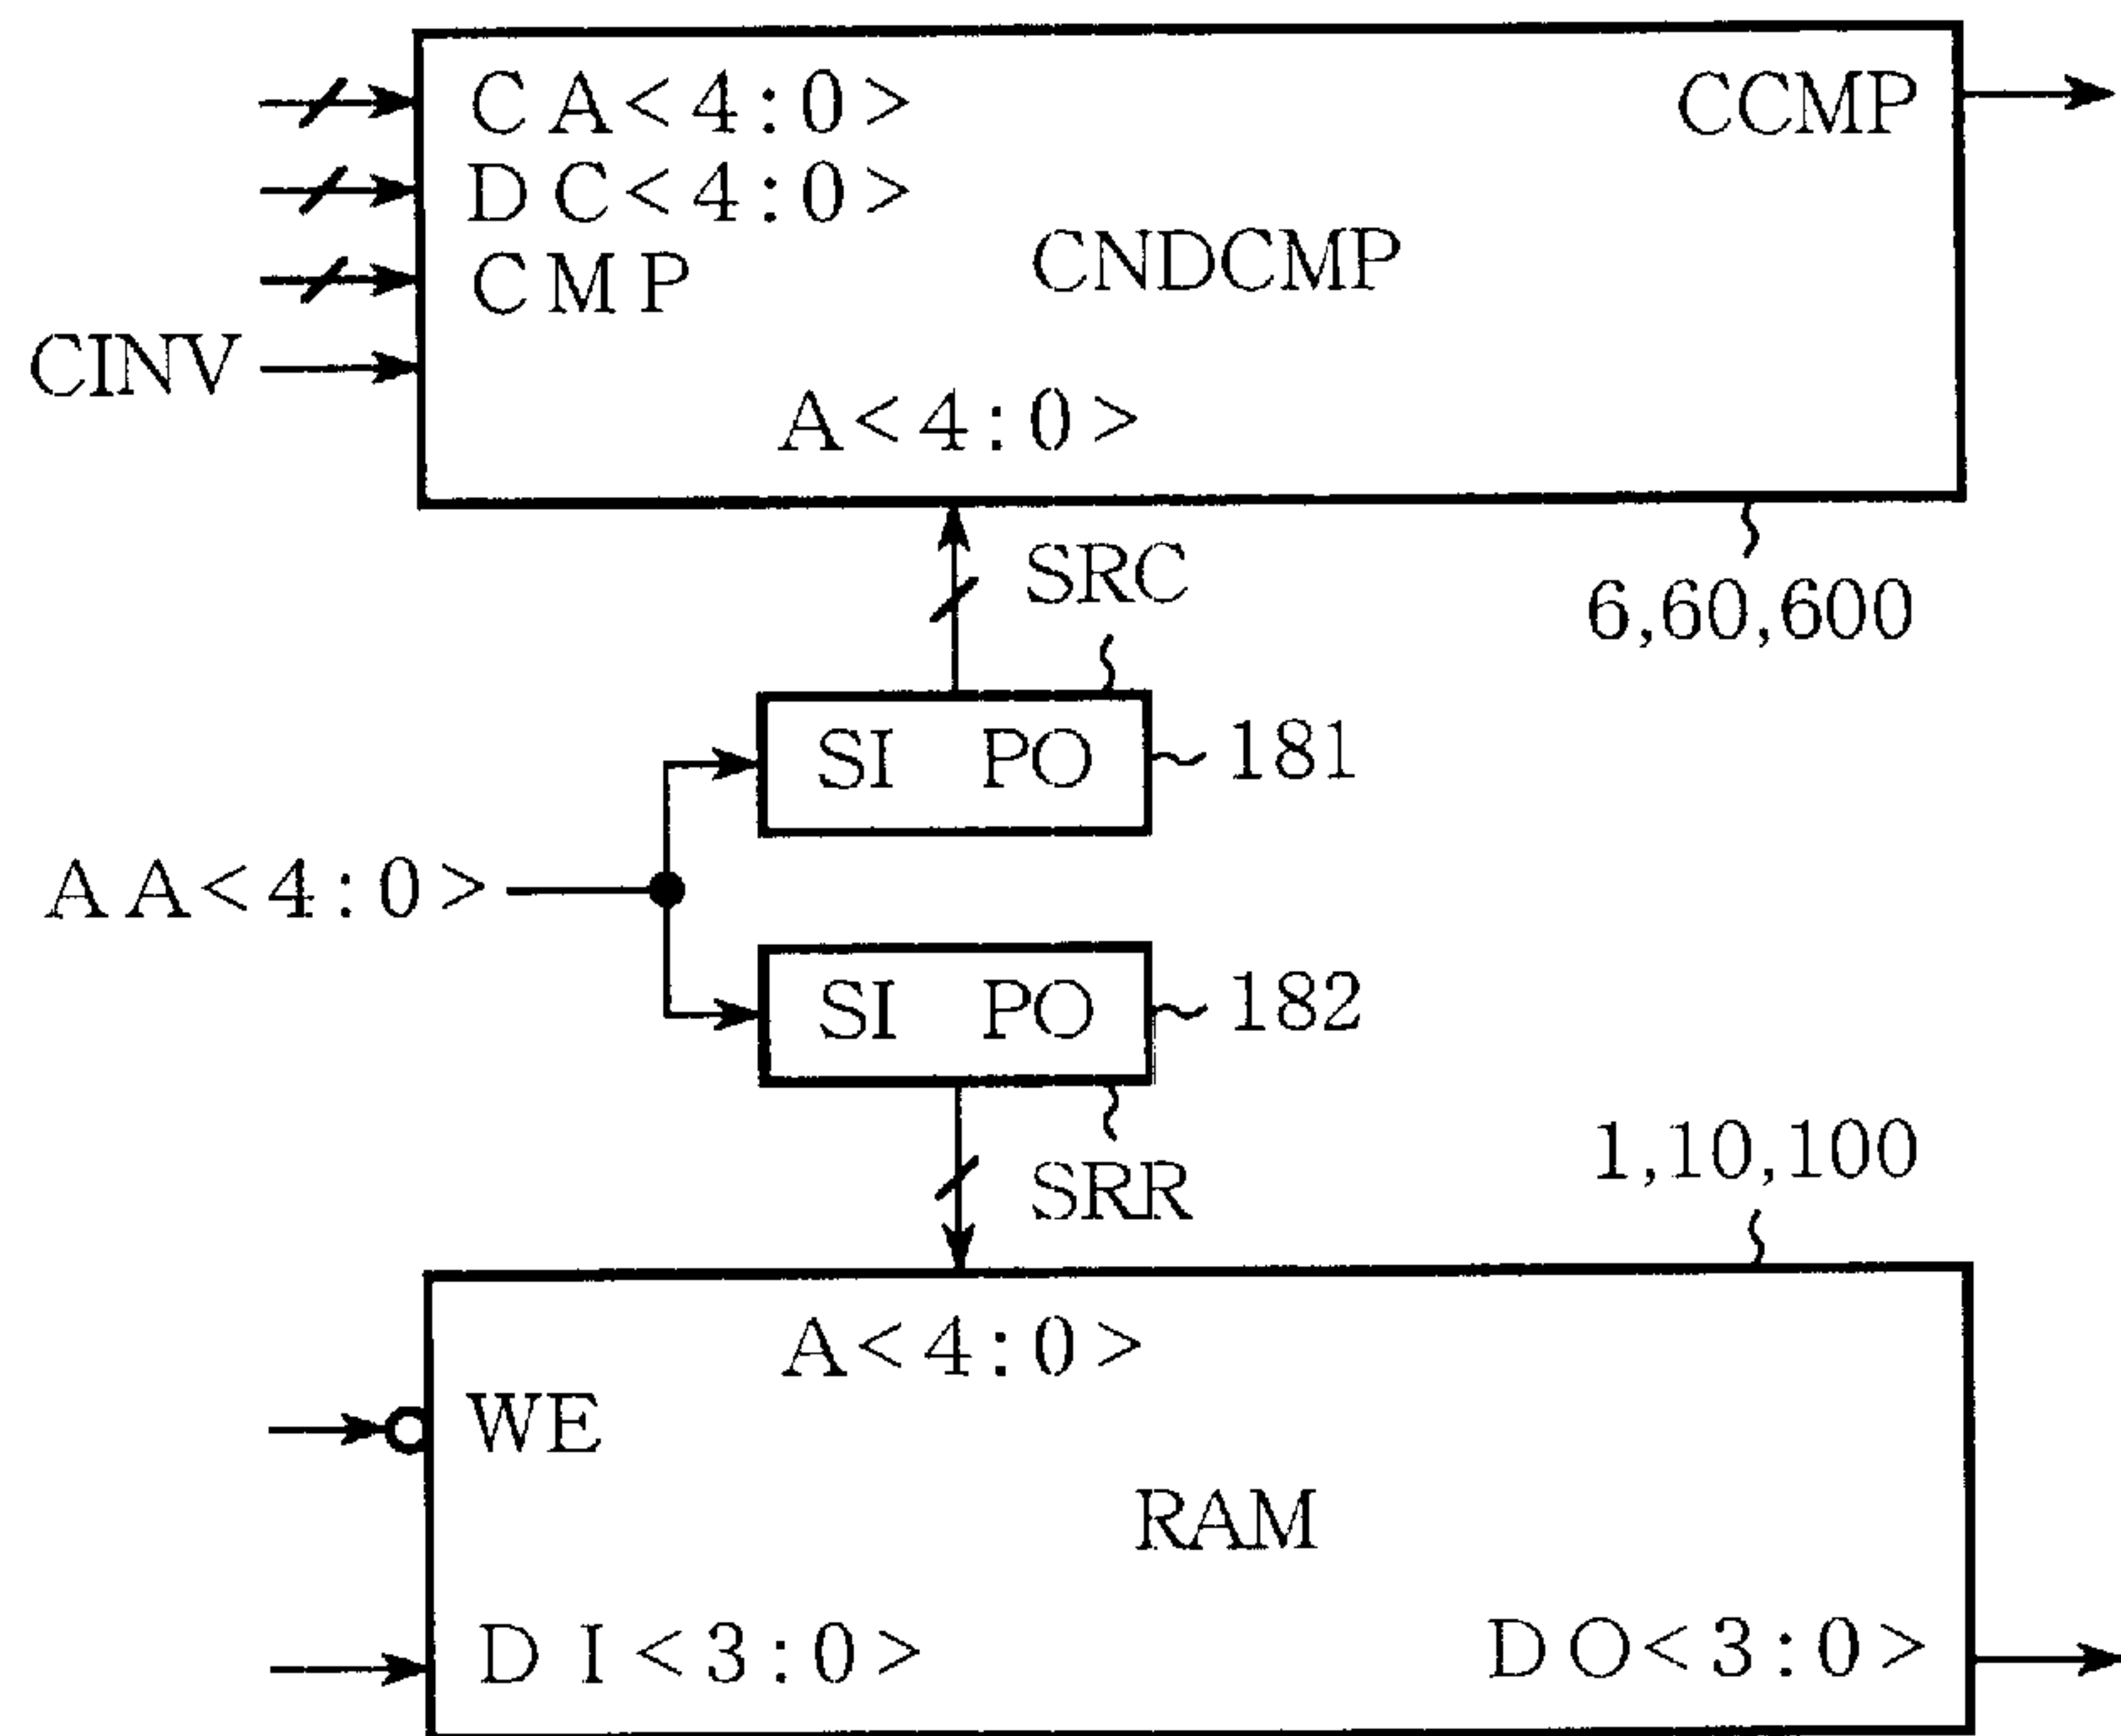 CA<4:0>
CCMP
DC<4:0>
CNDCMP
CMP
CINV
A<4:0>
SRC
6,60,600
SI PO
181
AA<4:0>
SI PO
182
1,10,100
SRR
A<4:0>
WE
RAM
DI<3:0>
DO<3:0>